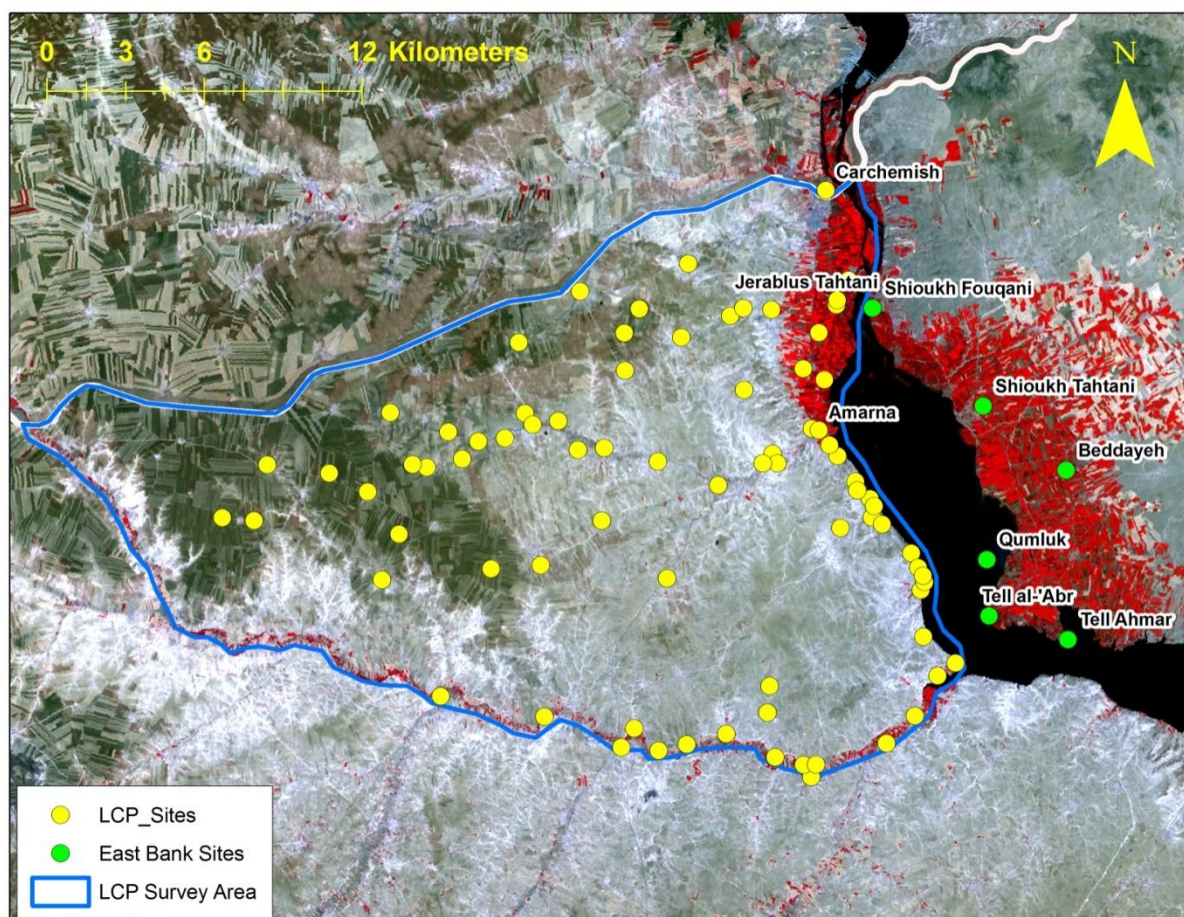 0 3 6 12 Kilometers
N
Carchemish
Jerablus Tahtani
Shioukh Fouqani
Shioukh Tahtani
Amarna
Beddayeh
Qumluk
Tell al-'Abr
Tell Ahmar
LCP_Sites
East Bank Sites
LCP Survey Area